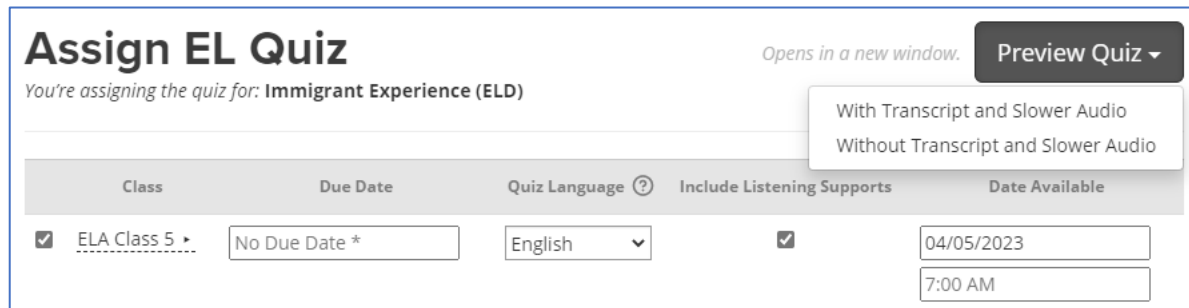 Assign EL Quiz
Opens in a new window.
Preview Quiz
You're assigning the quiz for: Immigrant Experience (ELD)
With Transcript and Slower Audio
Without Transcript and Slower Audio
Class Due Date Quiz Language ? Include Listening Supports Date Available
ELA Class 5 No Due Date * English 04/05/2023
7:00 AM